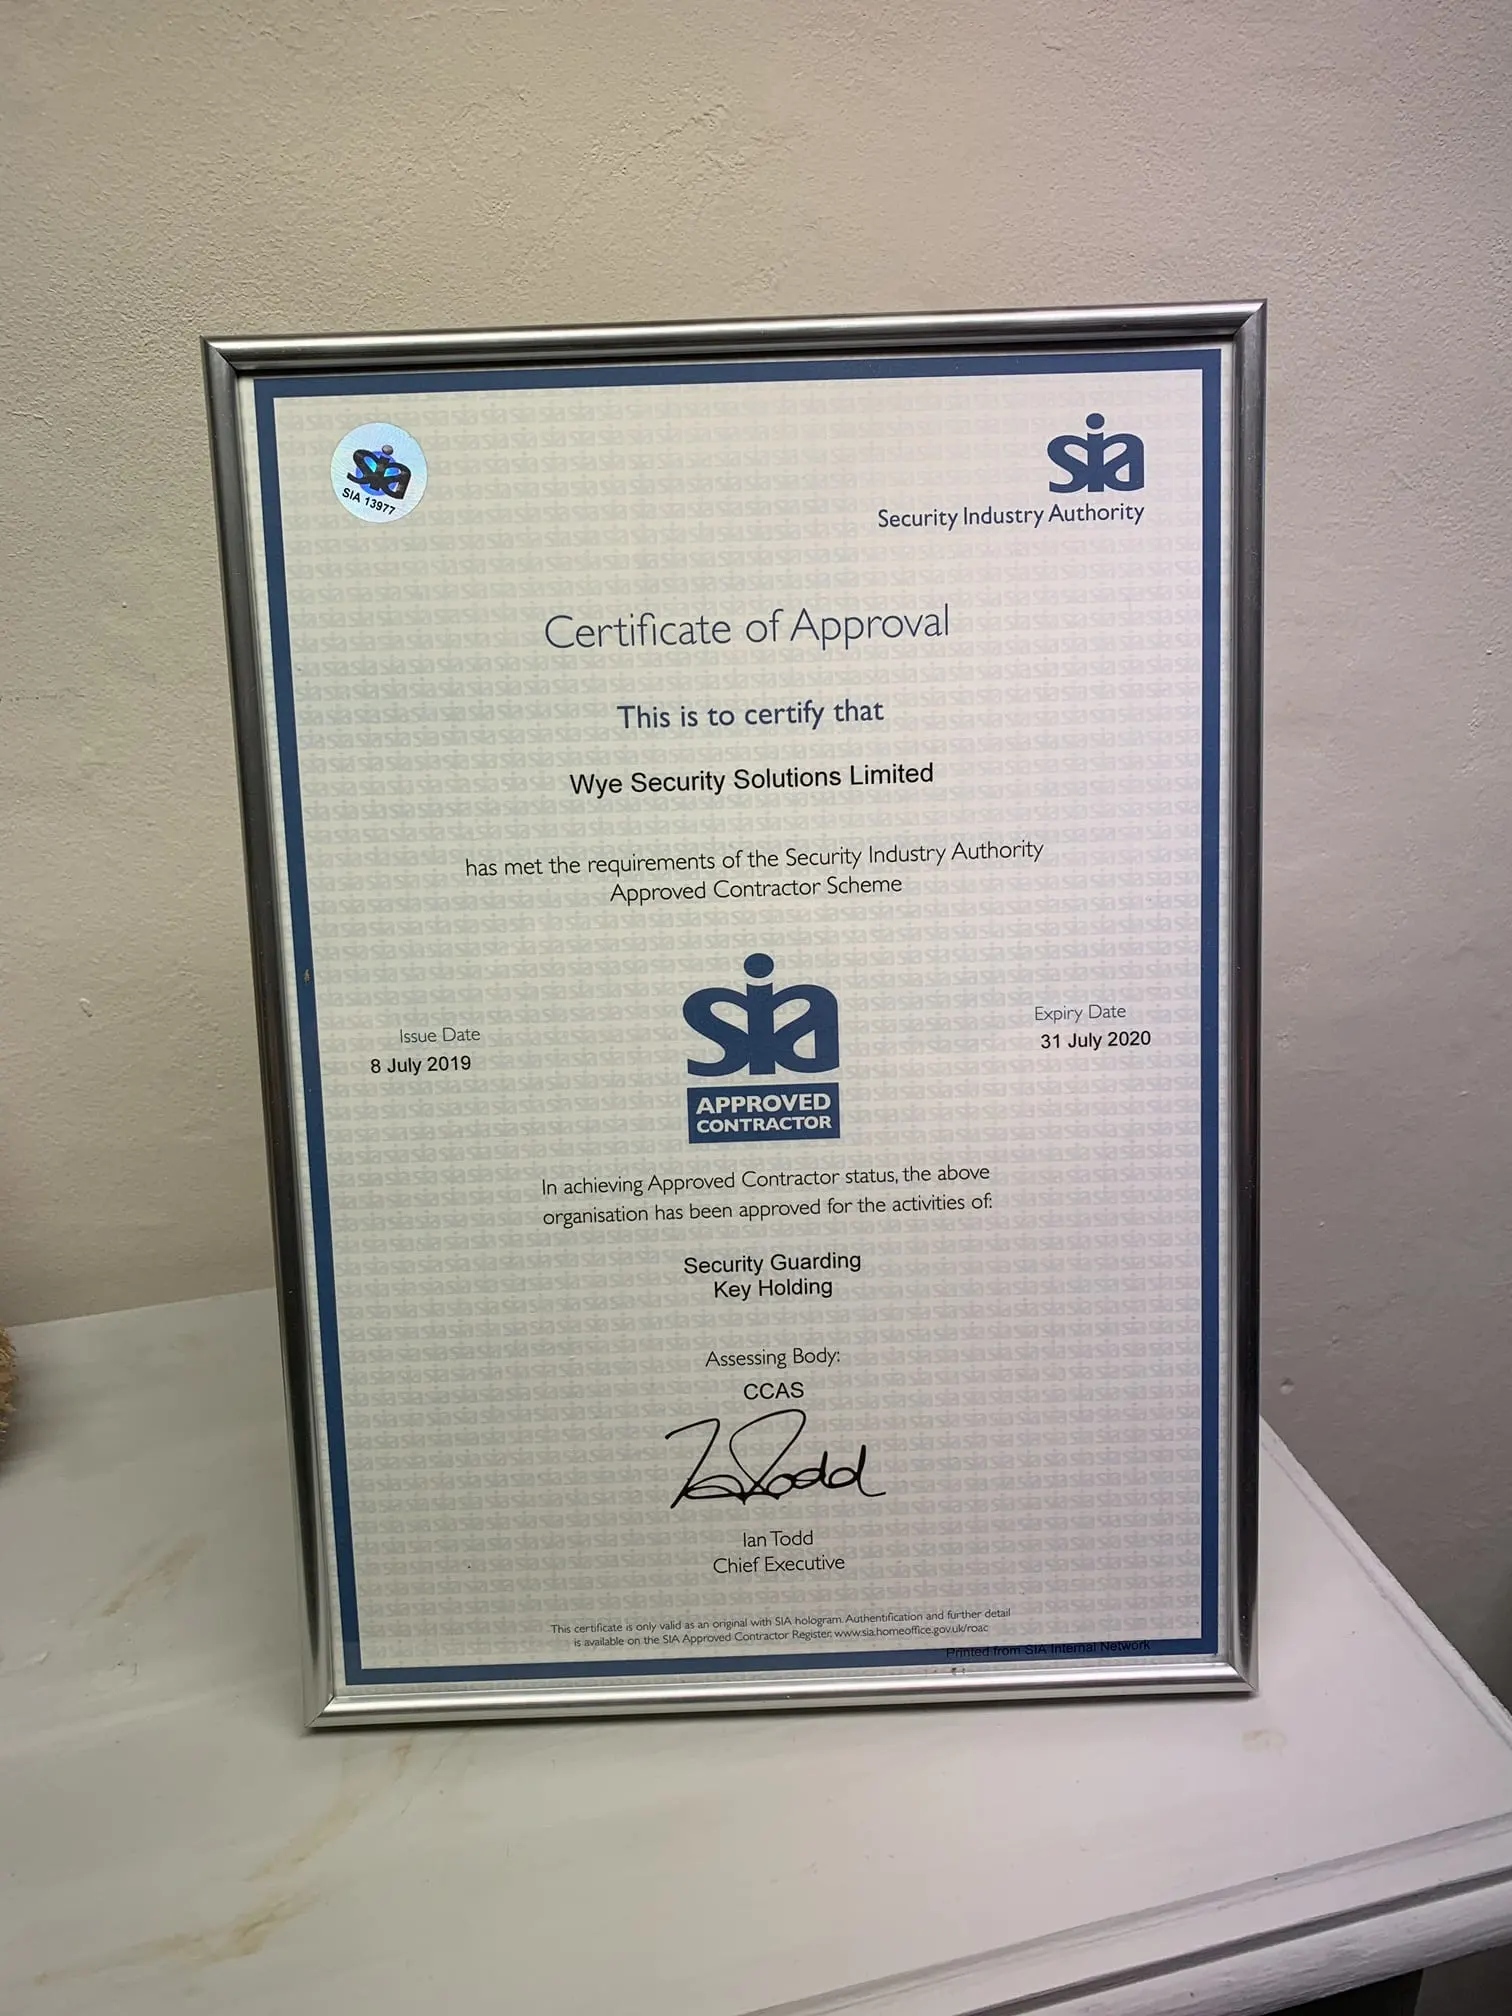 sia
SIA 13977
sia
Security Industry Authority
Certificate of Approval
This is to certify that
Wye Security Solutions Limited
has met the requirements of the Security Industry Authority
Approved Contractor Scheme
Issue Date
8 July 2019
sia
APPROVED
CONTRACTOR
Expiry Date
31 July 2020
In achieving Approved Contractor status, the above
organisation has been approved for the activities of:
Security Guarding
Key Holding
Assessing Body:
CCAS
Ian Todd
Ian Todd
Chief Executive
This certificate is only valid as an original with SIA hologram. Authentification and further detail
is available on the SIA Approved Contractor Register. www.sia.homeoffice.gov.uk/roac
Printed from SIA Internal Network